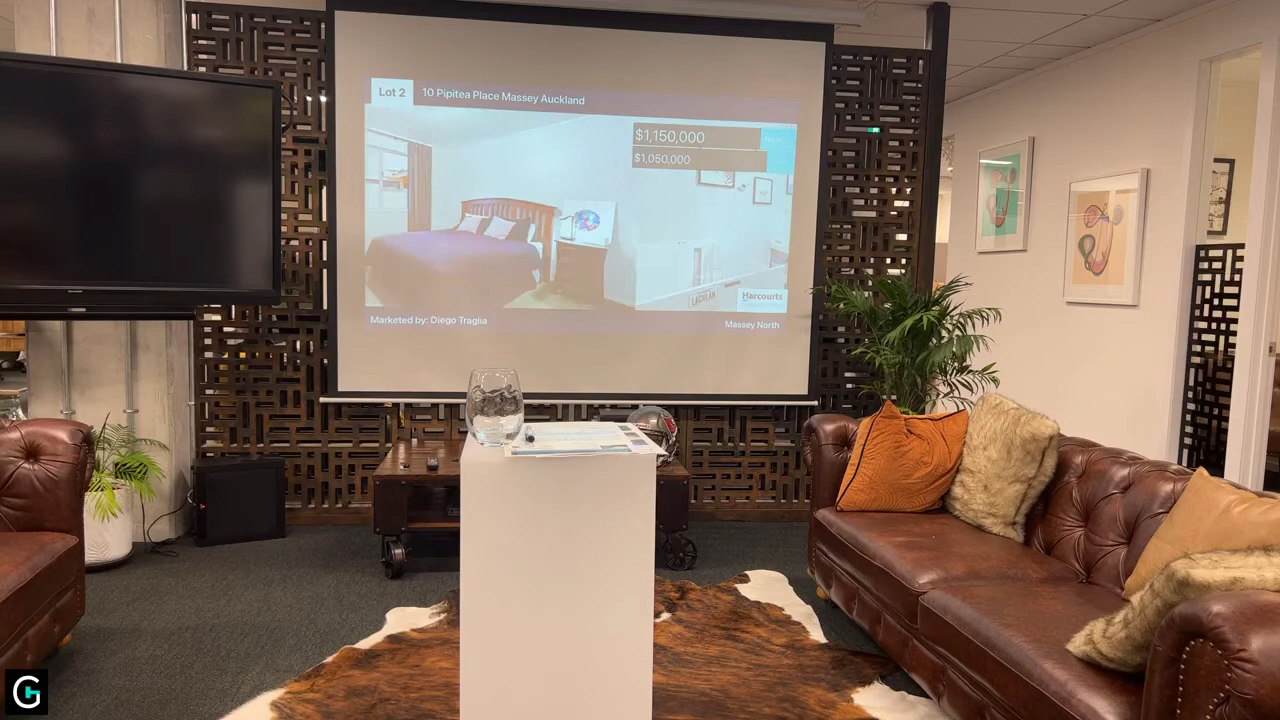 Lot 2
10 Pipitea Place Massey Auckland
$1,150,000
$1,050,000
LACHLAN
Harcourts
Marketed by: Diego Traglia
Massey North